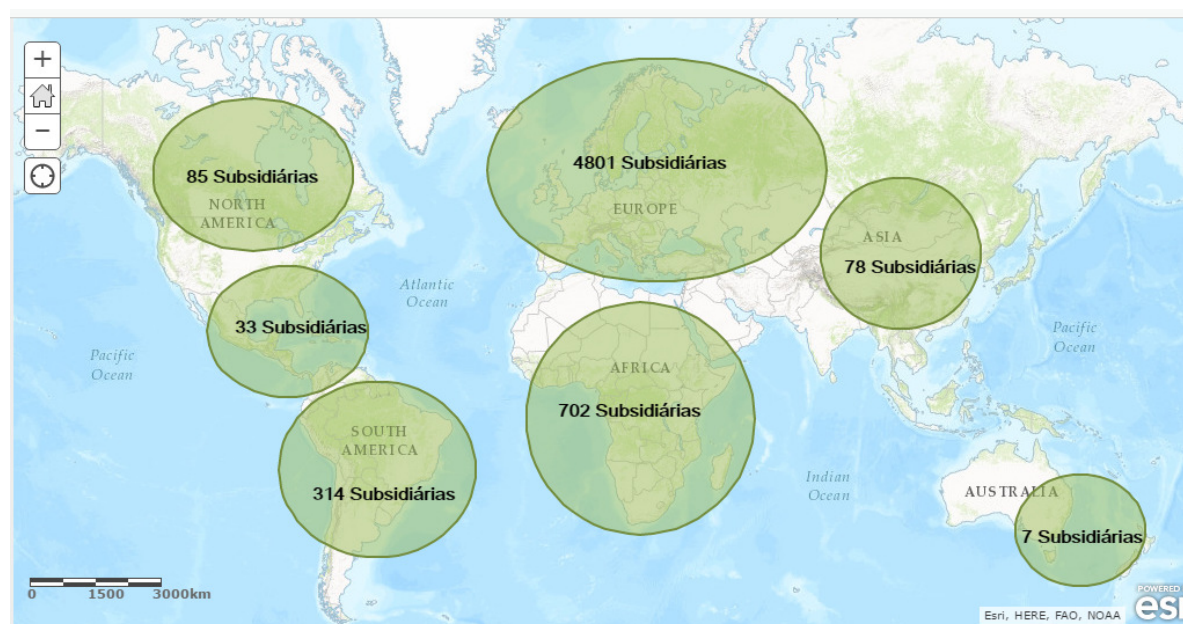 +
−
85 Subsidiárias
NORTH
AMERICA
4801 Subsidiárias
EUROPE
ASIA
78 Subsidiárias
Atlantic
Ocean
33 Subsidiárias
Pacific
Ocean
Pacific
Ocean
AFRICA
702 Subsidiárias
SOUTH
AMERICA
314 Subsidiárias
Indian
Ocean
AUSTRALIA
7 Subsidiárias
0 1500 3000km
POWERED
esri
Esri, HERE, FAO, NOAA